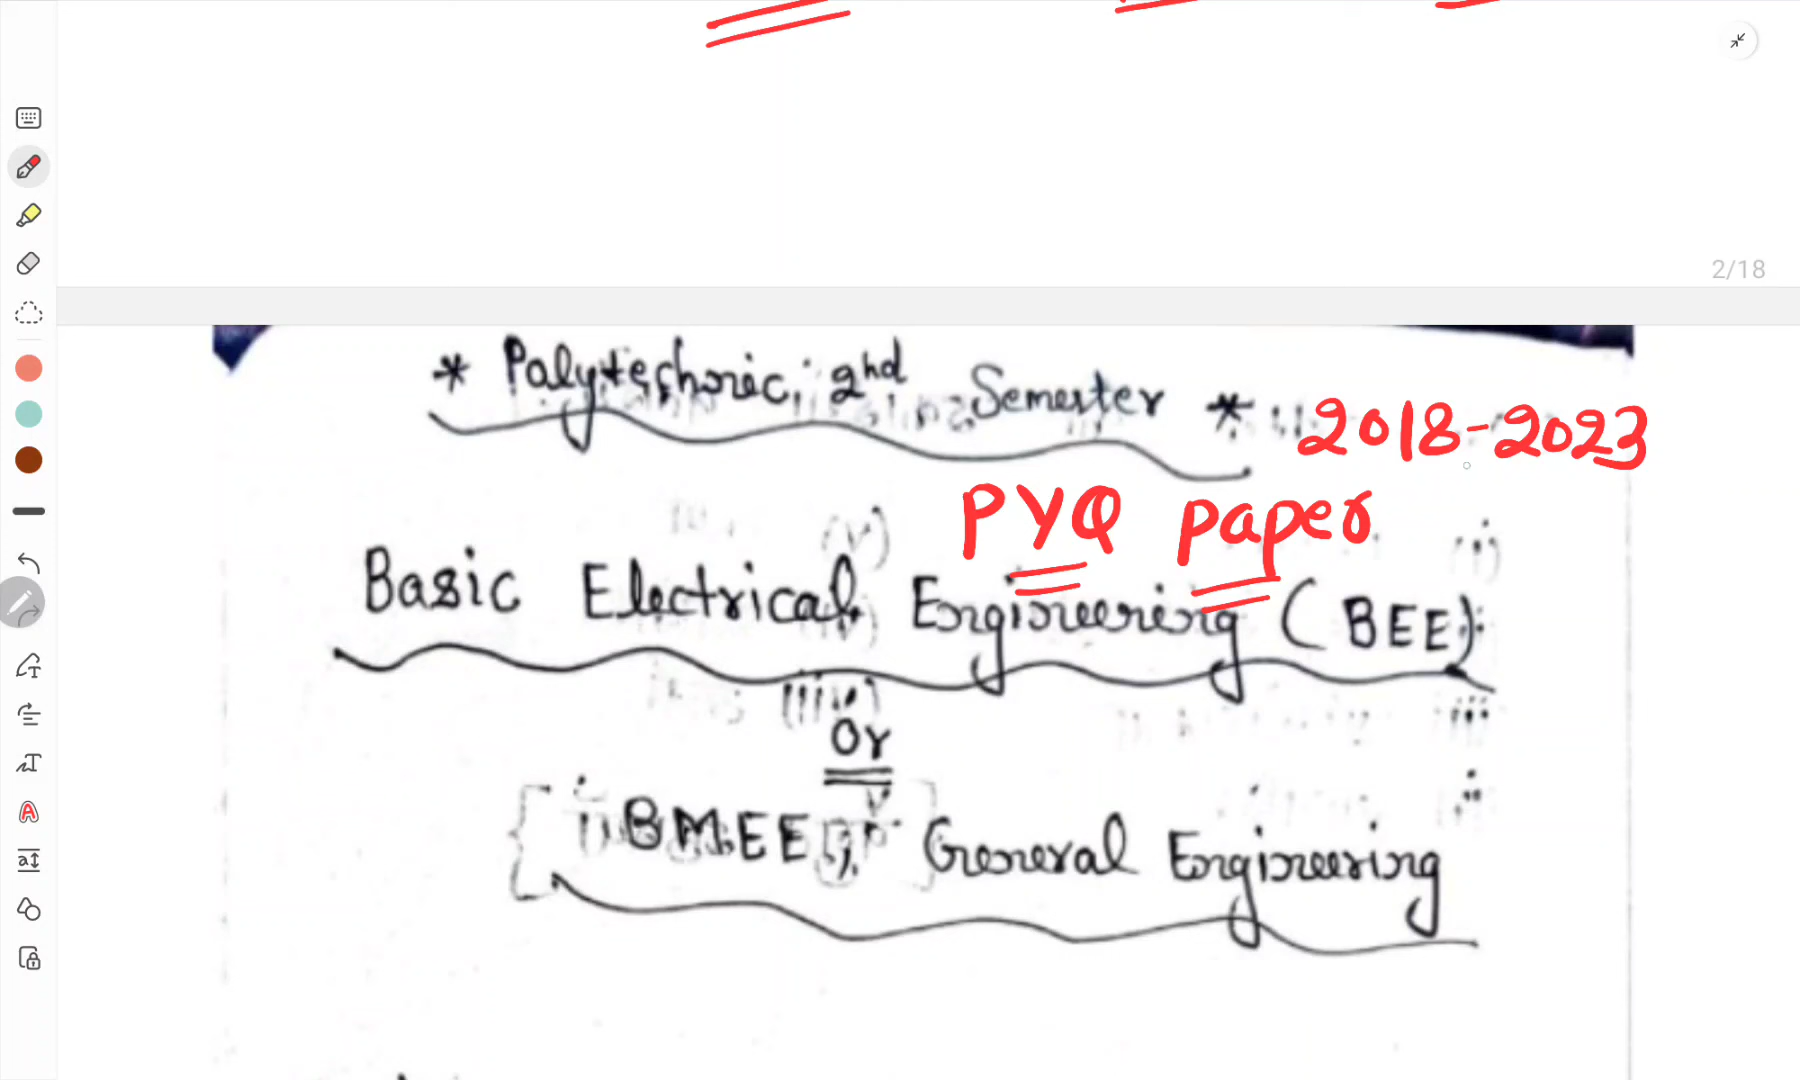 2/18
* Polytechnic 2nd Semester *
2018-2023
PYQ paper
Basic Electrical Engineering (BEE)
Or
BMEE, General Engineering